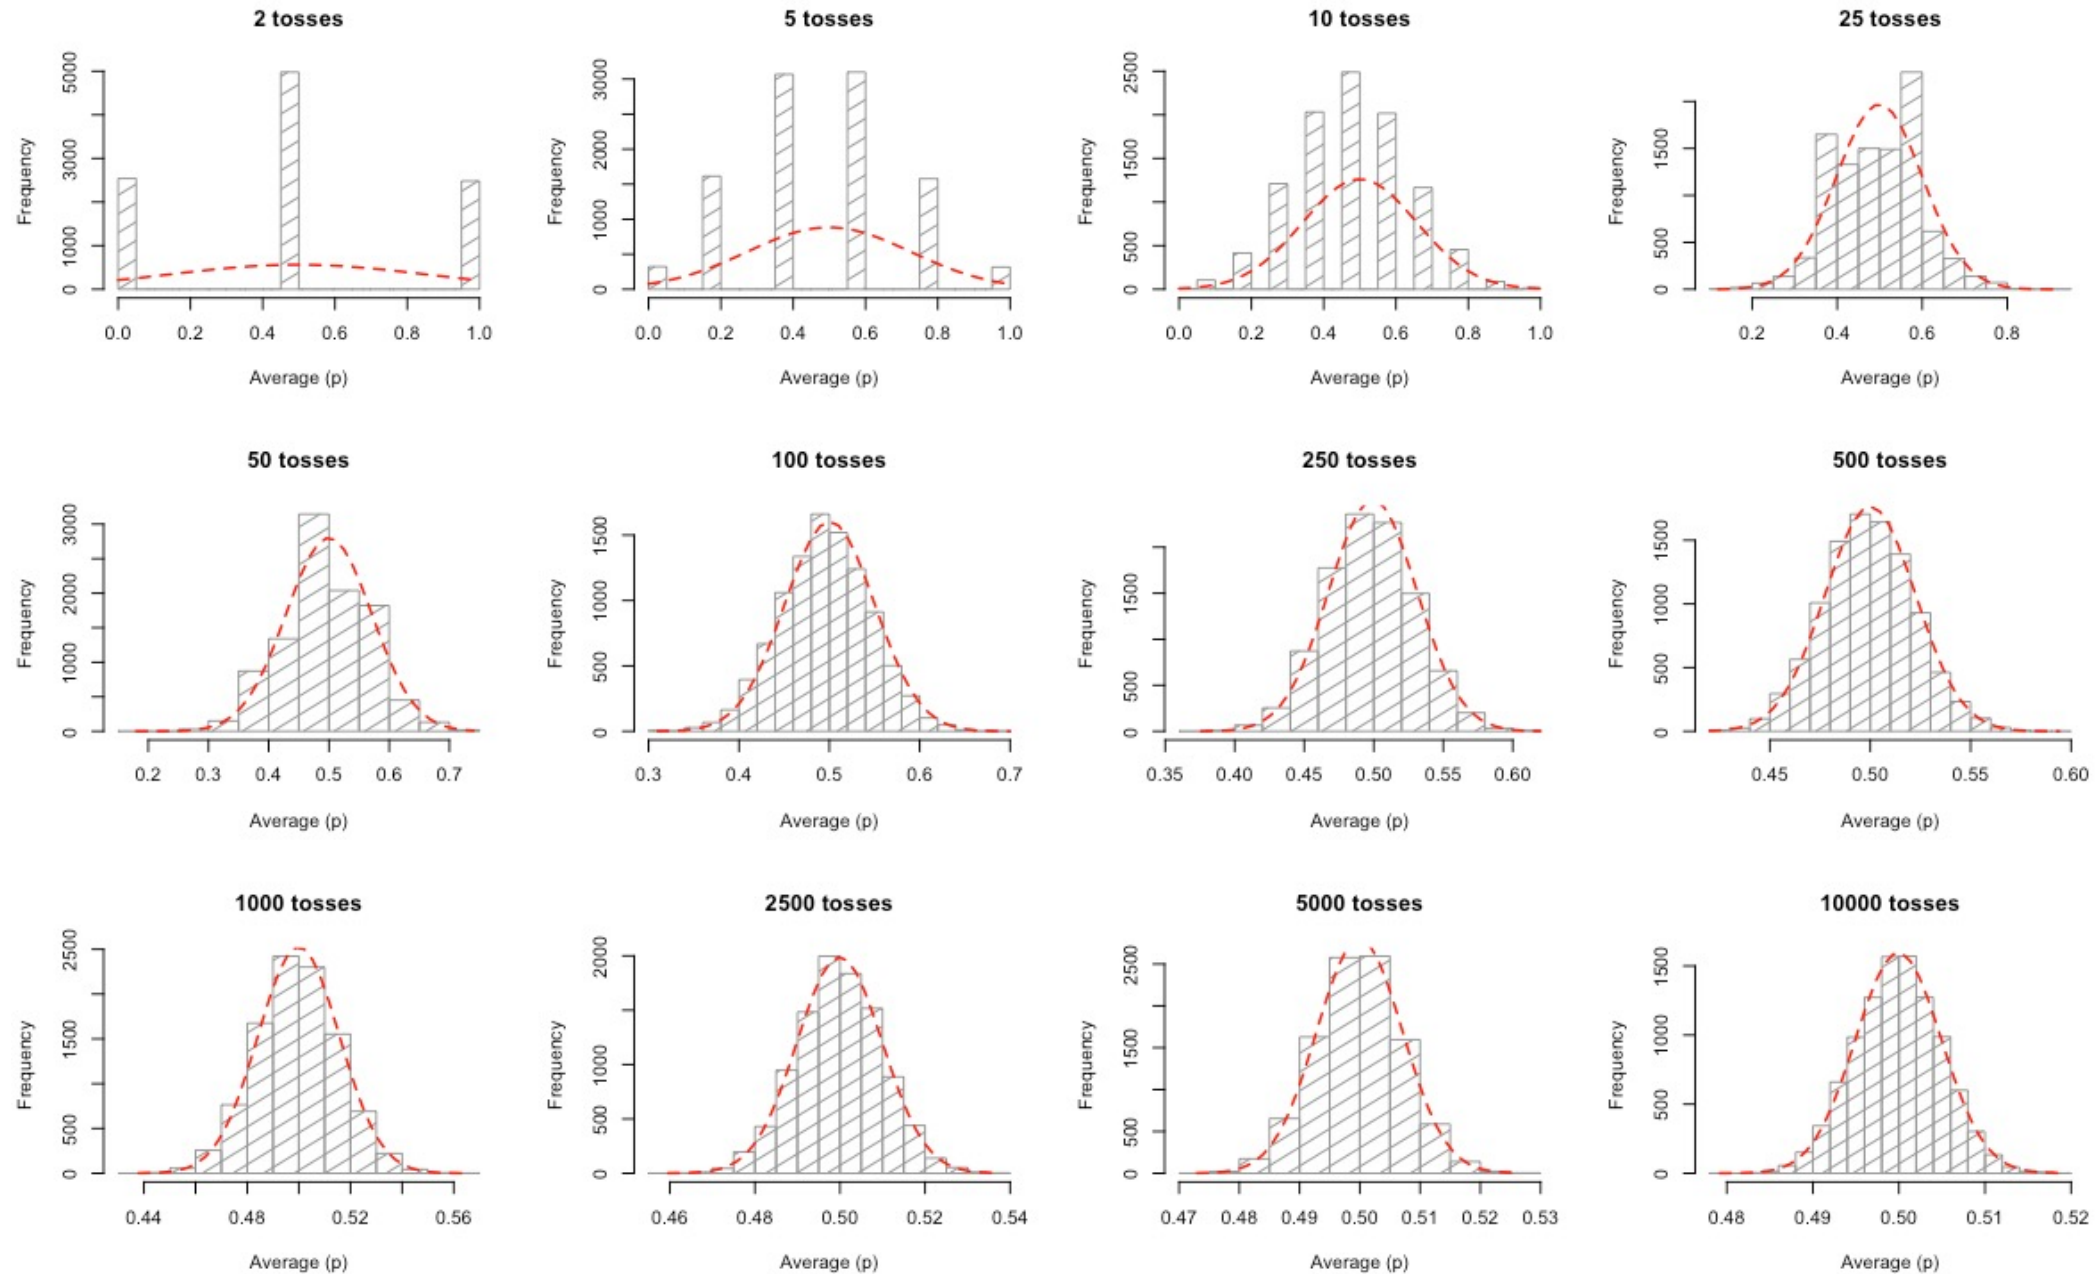 2 tosses
5 tosses
10 tosses
25 tosses
Frequency
0 1000 3000 5000
0.0 0.2 0.4 0.6 0.8 1.0
Average (p)
Frequency
0 1000 2000 3000
0.0 0.2 0.4 0.6 0.8 1.0
Average (p)
Frequency
0 500 1500 2500
0.0 0.2 0.4 0.6 0.8 1.0
Average (p)
Frequency
0 500 1500
0.2 0.4 0.6 0.8
Average (p)
50 tosses
100 tosses
250 tosses
500 tosses
Frequency
0 1000 2000 3000
0.2 0.3 0.4 0.5 0.6 0.7
Average (p)
Frequency
0 500 1000 1500
0.3 0.4 0.5 0.6 0.7
Average (p)
Frequency
0 500 1500
0.35 0.40 0.45 0.50 0.55 0.60
Average (p)
Frequency
0 500 1000 1500
0.45 0.50 0.55 0.60
Average (p)
1000 tosses
2500 tosses
5000 tosses
10000 tosses
Frequency
0 500 1500 2500
0.44 0.48 0.52 0.56
Average (p)
Frequency
0 500 1000 2000
0.46 0.48 0.50 0.52 0.54
Average (p)
Frequency
0 500 1500 2500
0.47 0.48 0.49 0.50 0.51 0.52 0.53
Average (p)
Frequency
0 500 1000 1500
0.48 0.49 0.50 0.51 0.52
Average (p)